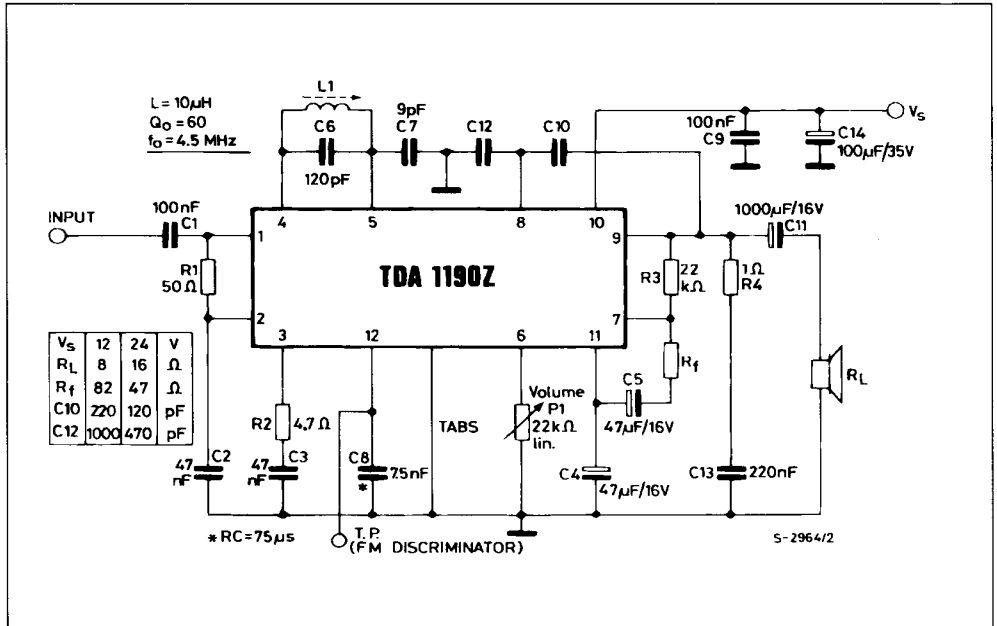 L = 10µH
Qo = 60
fo = 4.5 MHz
L1
C6
120pF
9pF
C7
C12
C10
100nF
C9
C14
100µF/35V
Vs
INPUT
100nF
C1
R1
50Ω
4
5
8
10
1
2
TDA 1190Z
9
7
3
12
6
11
R3
22
kΩ
1Ω
R4
1000µF/16V
C11
Rf
RL
Vs 12 24 V
RL 8 16 Ω
Rf 82 47 Ω
C10 220 120 pF
C12 1000 470 pF
R2
4,7Ω
TABS
Volume
P1
22kΩ
lin.
C5
47µF/16V
47
nF
C2
47
nF
C3
C8
*
7.5nF
C4
47µF/16V
C13
220nF
* RC=75µs
T.P.
(FM DISCRIMINATOR)
S-2964/2